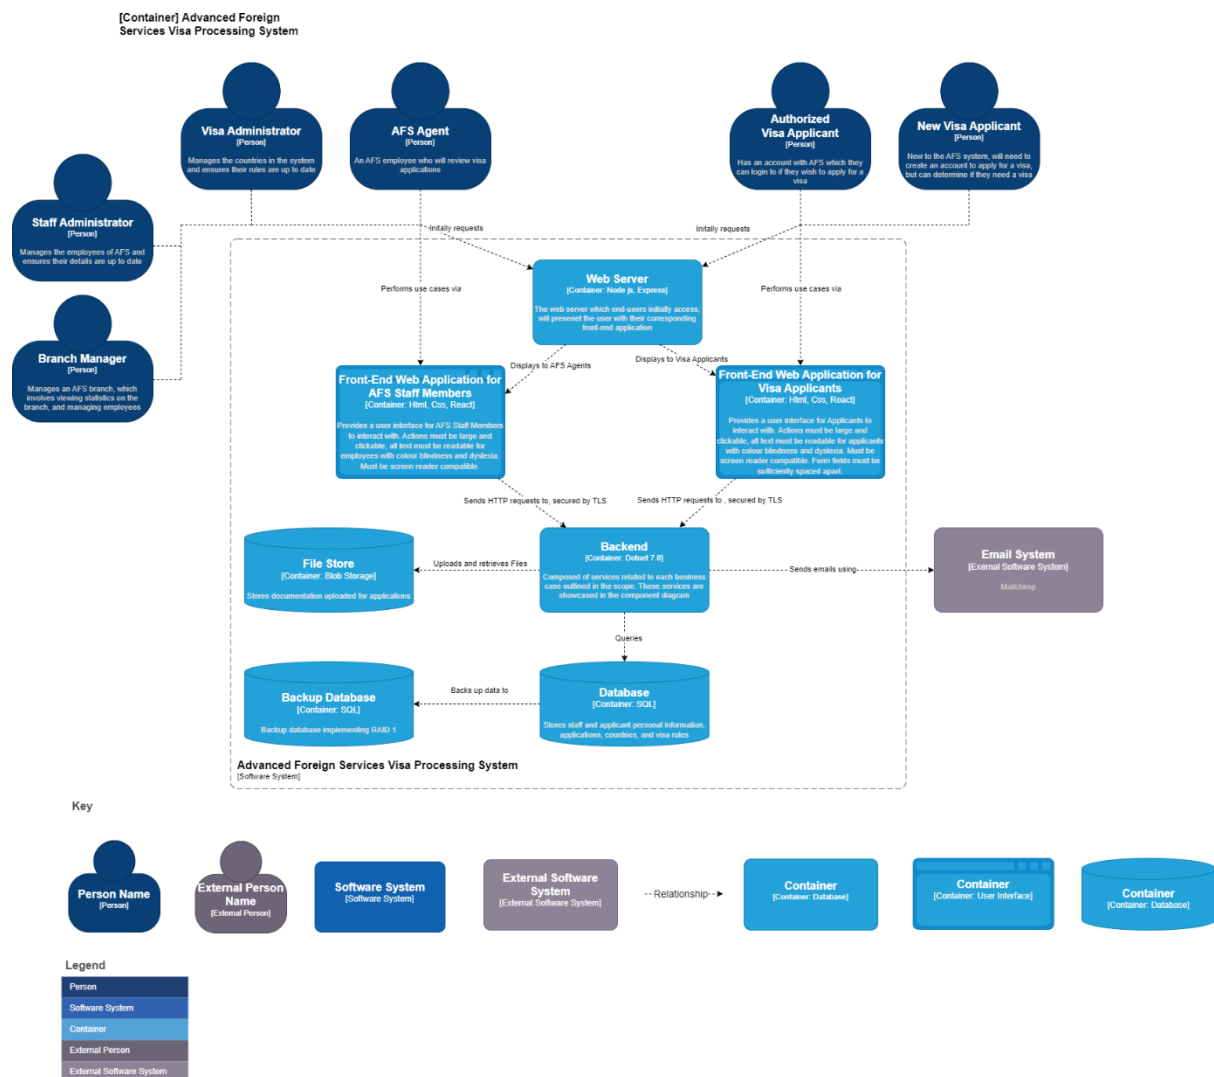 [Container] Advanced Foreign
Services Visa Processing System
Visa Administrator
[Person]
Manages the countries in the system
and ensures their rules are up to date
AFS Agent
[Person]
An AFS employee who will review visa
applications
Authorized
Visa Applicant
[Person]
Has an account with AFS which they
can login to if they wish to apply for a
visa
New Visa Applicant
[Person]
New to the AFS system, will need to
create an account to apply for a visa,
but can determine if they need a visa
Staff Administrator
[Person]
Manages the employees of AFS and
ensures their details are up to date
Branch Manager
[Person]
Manages an AFS branch, which
involves viewing statistics on the
branch, and managing employees
Initally requests
Initally requests
Web Server
[Container: Node js, Express]
The web server which end-users initially access,
will presenet the user with their corresponding
front-end application
Performs use cases via
Performs use cases via
Displays to AFS Agents
Displays to Visa Applicants
Front-End Web Application for
AFS Staff Members
[Container: Html, Css, React]
Provides a user interface for AFS Staff Members
to interact with. Actions must be large and
clickable, all text must be readable for
employees with colour blindness and dyslexia.
Must be screen reader compatible.
Front-End Web Application for
Visa Applicants
[Container: Html, Css, React]
Provides a user interface for Applicants to
interact with. Actions must be large and
clickable, all text must be readable for applicants
with colour blindness and dyslexia. Must be
screen reader compatible. Form fields must be
sufficiently spaced apart.
Sends HTTP requests to, secured by TLS
Sends HTTP requests to , secured by TLS
File Store
[Container: Blob Storage]
Stores documentation uploaded for applications
Uploads and retrieves Files
Backend
[Container: Dotnet 7.0]
Composed of services related to each business
case outlined in the scope. These services are
showcased in the component diagram
Sends emails using
Email System
[Exernal Software System]
Mailchimp
Queries
Backup Database
[Container: SQL]
Backup database implementing RAID 1
Backs up data to
Database
[Container: SQL]
Stores staff and applicant personal information,
applications, countries, and visa rules
Advanced Foreign Services Visa Processing System
[Software System]
Key
Person Name
[Person]
External Person
Name
[External Person]
Software System
[Software System]
External Software
System
[External Software System]
Relationship
Container
[Container: Database]
Container
[Container: User Interface]
Container
[Container: Database]
Legend
Person
Software System
Container
External Person
External Software System